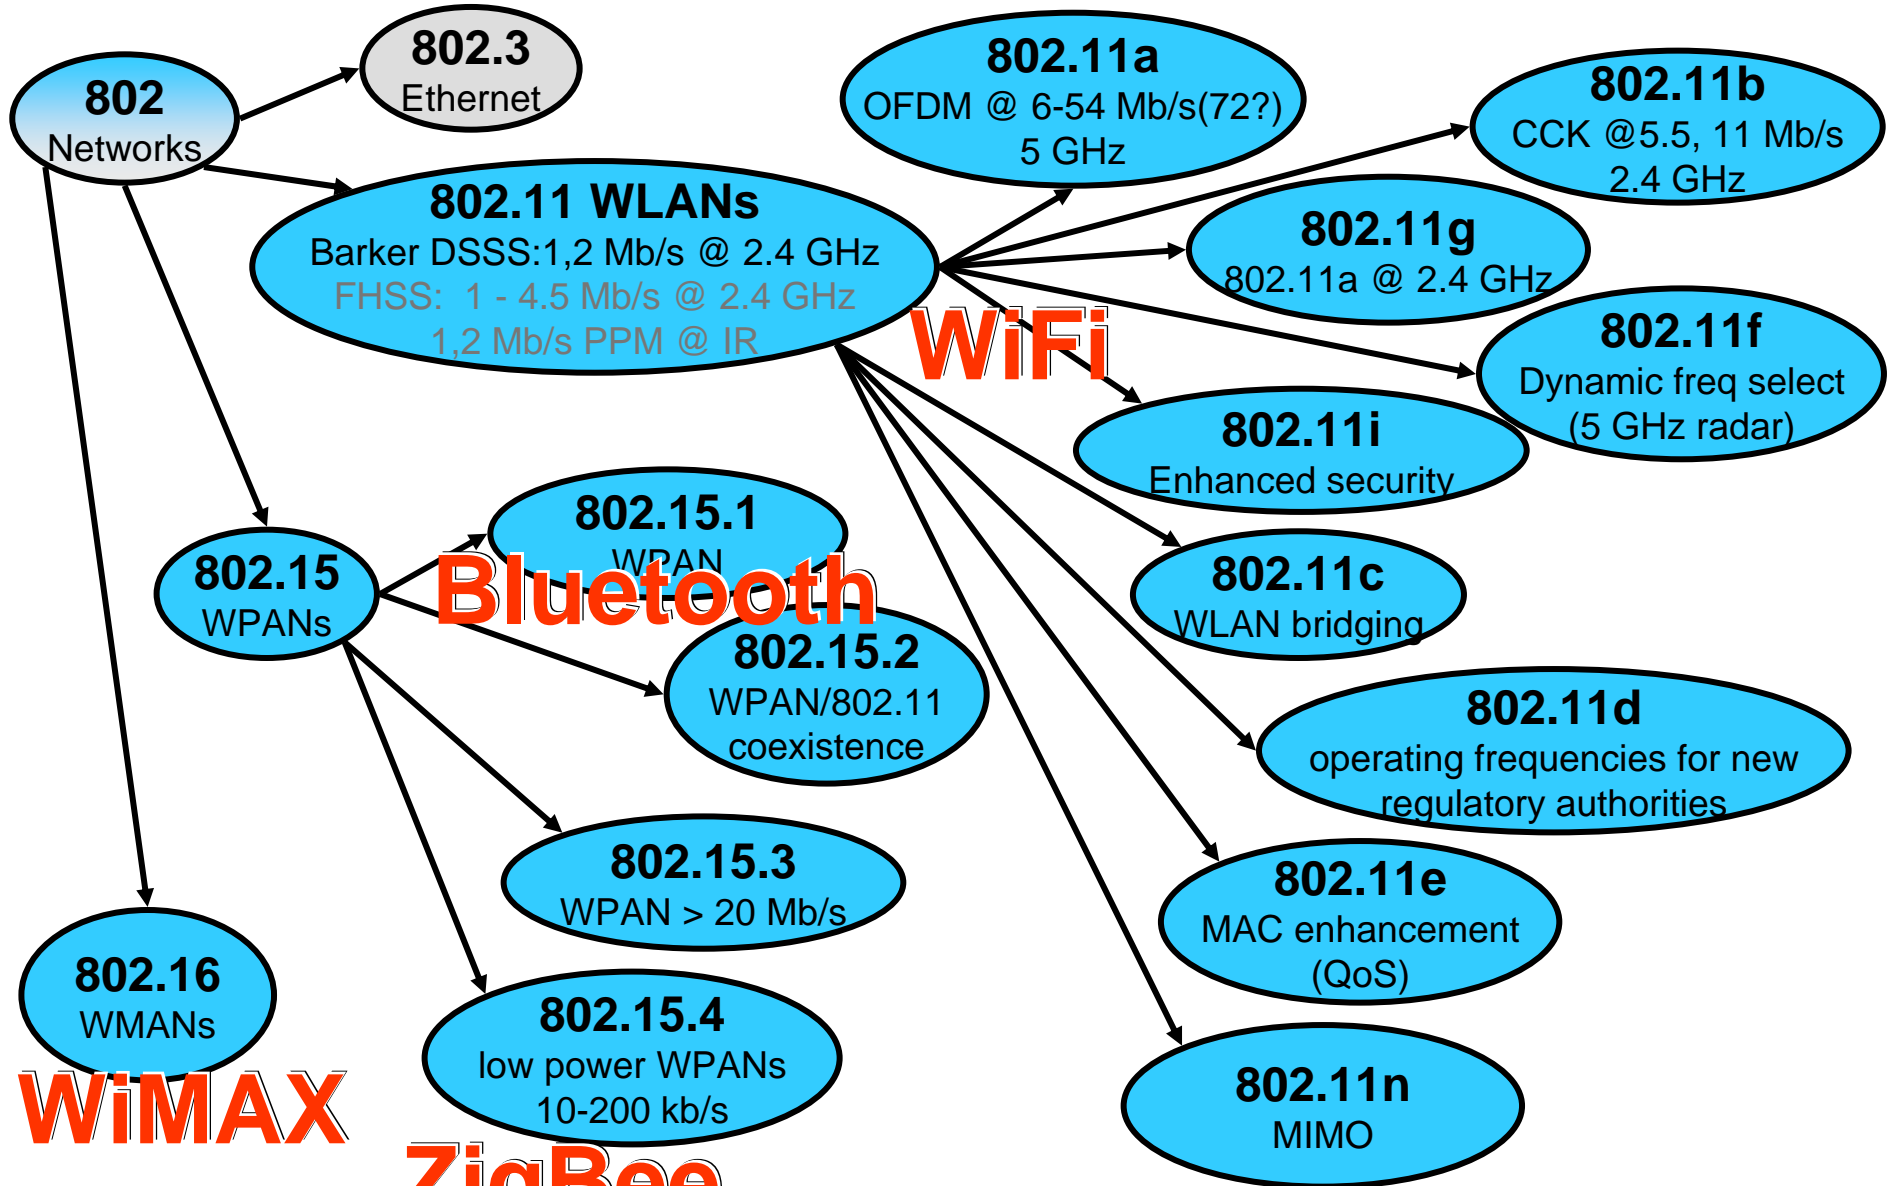 802
Networks
802.3
Ethernet
802.11 WLANs
Barker DSSS:1,2 Mb/s @ 2.4 GHz
FHSS:  1 - 4.5 Mb/s @ 2.4 GHz
1,2 Mb/s PPM @ IR
WiFi
802.11a
OFDM @ 6-54 Mb/s(72?)
5 GHz
802.11b
CCK @5.5, 11 Mb/s
2.4 GHz
802.11g
802.11a @ 2.4 GHz
802.11f
Dynamic freq select
(5 GHz radar)
802.11i
Enhanced security
802.11c
WLAN bridging
802.11d
operating frequencies for new
regulatory authorities
802.11e
MAC enhancement
(QoS)
802.11n
MIMO
802.15
WPANs
802.15.1
WPAN
Bluetooth
802.15.2
WPAN/802.11
coexistence
802.15.3
WPAN > 20 Mb/s
802.15.4
low power WPANs
10-200 kb/s
ZigBee
802.16
WMANs
WiMAX